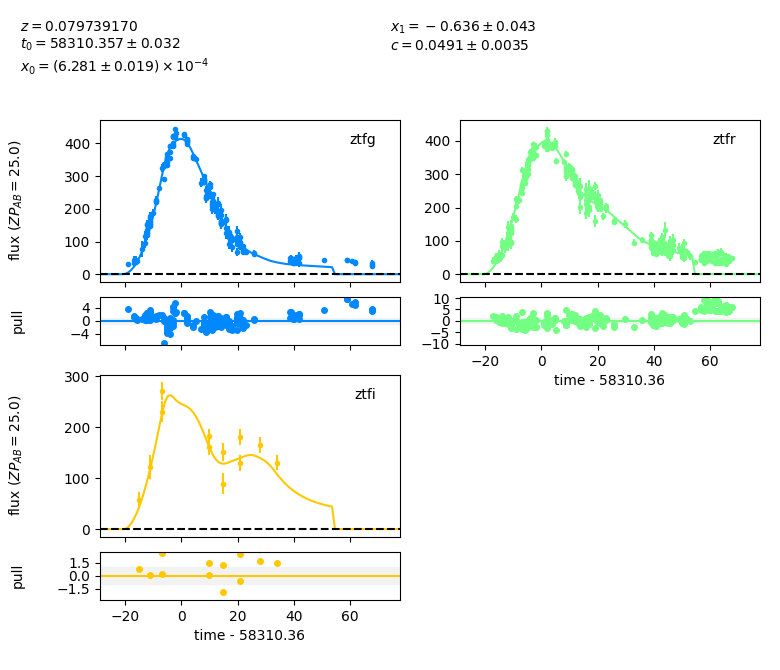 z = 0.079739170
t₀ = 58310.357 ± 0.032
x₀ = (6.281 ± 0.019) × 10⁻⁴
x₁ = −0.636 ± 0.043
c = 0.0491 ± 0.0035
flux (ZP_AB = 25.0)
400
300
200
100
0
ztfg
400
300
200
100
0
ztfr
pull
4
0
−4
10
5
0
−5
−10
−20 0 20 40 60
time - 58310.36
flux (ZP_AB = 25.0)
300
200
100
0
ztfi
pull
1.5
0.0
−1.5
−20 0 20 40 60
time - 58310.36